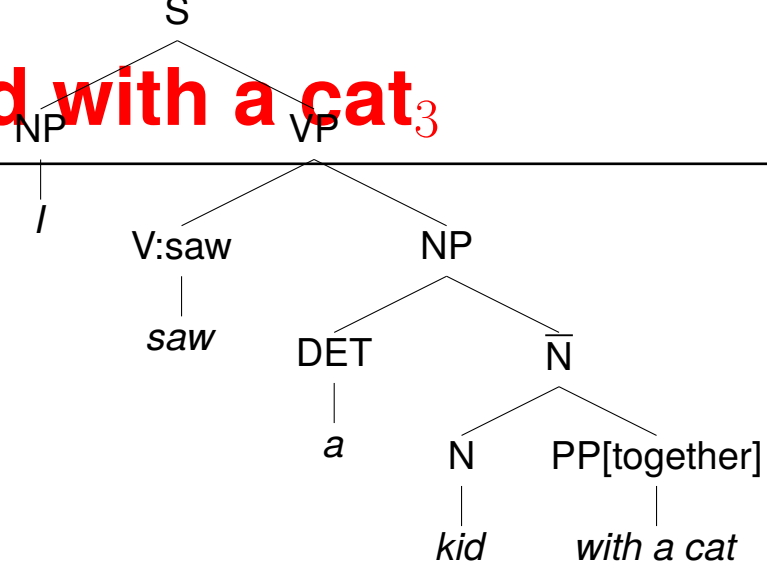 S
d with a cat₃
NP VP
I
V:saw NP
saw
DET N̅
a
N PP[together]
kid with a cat